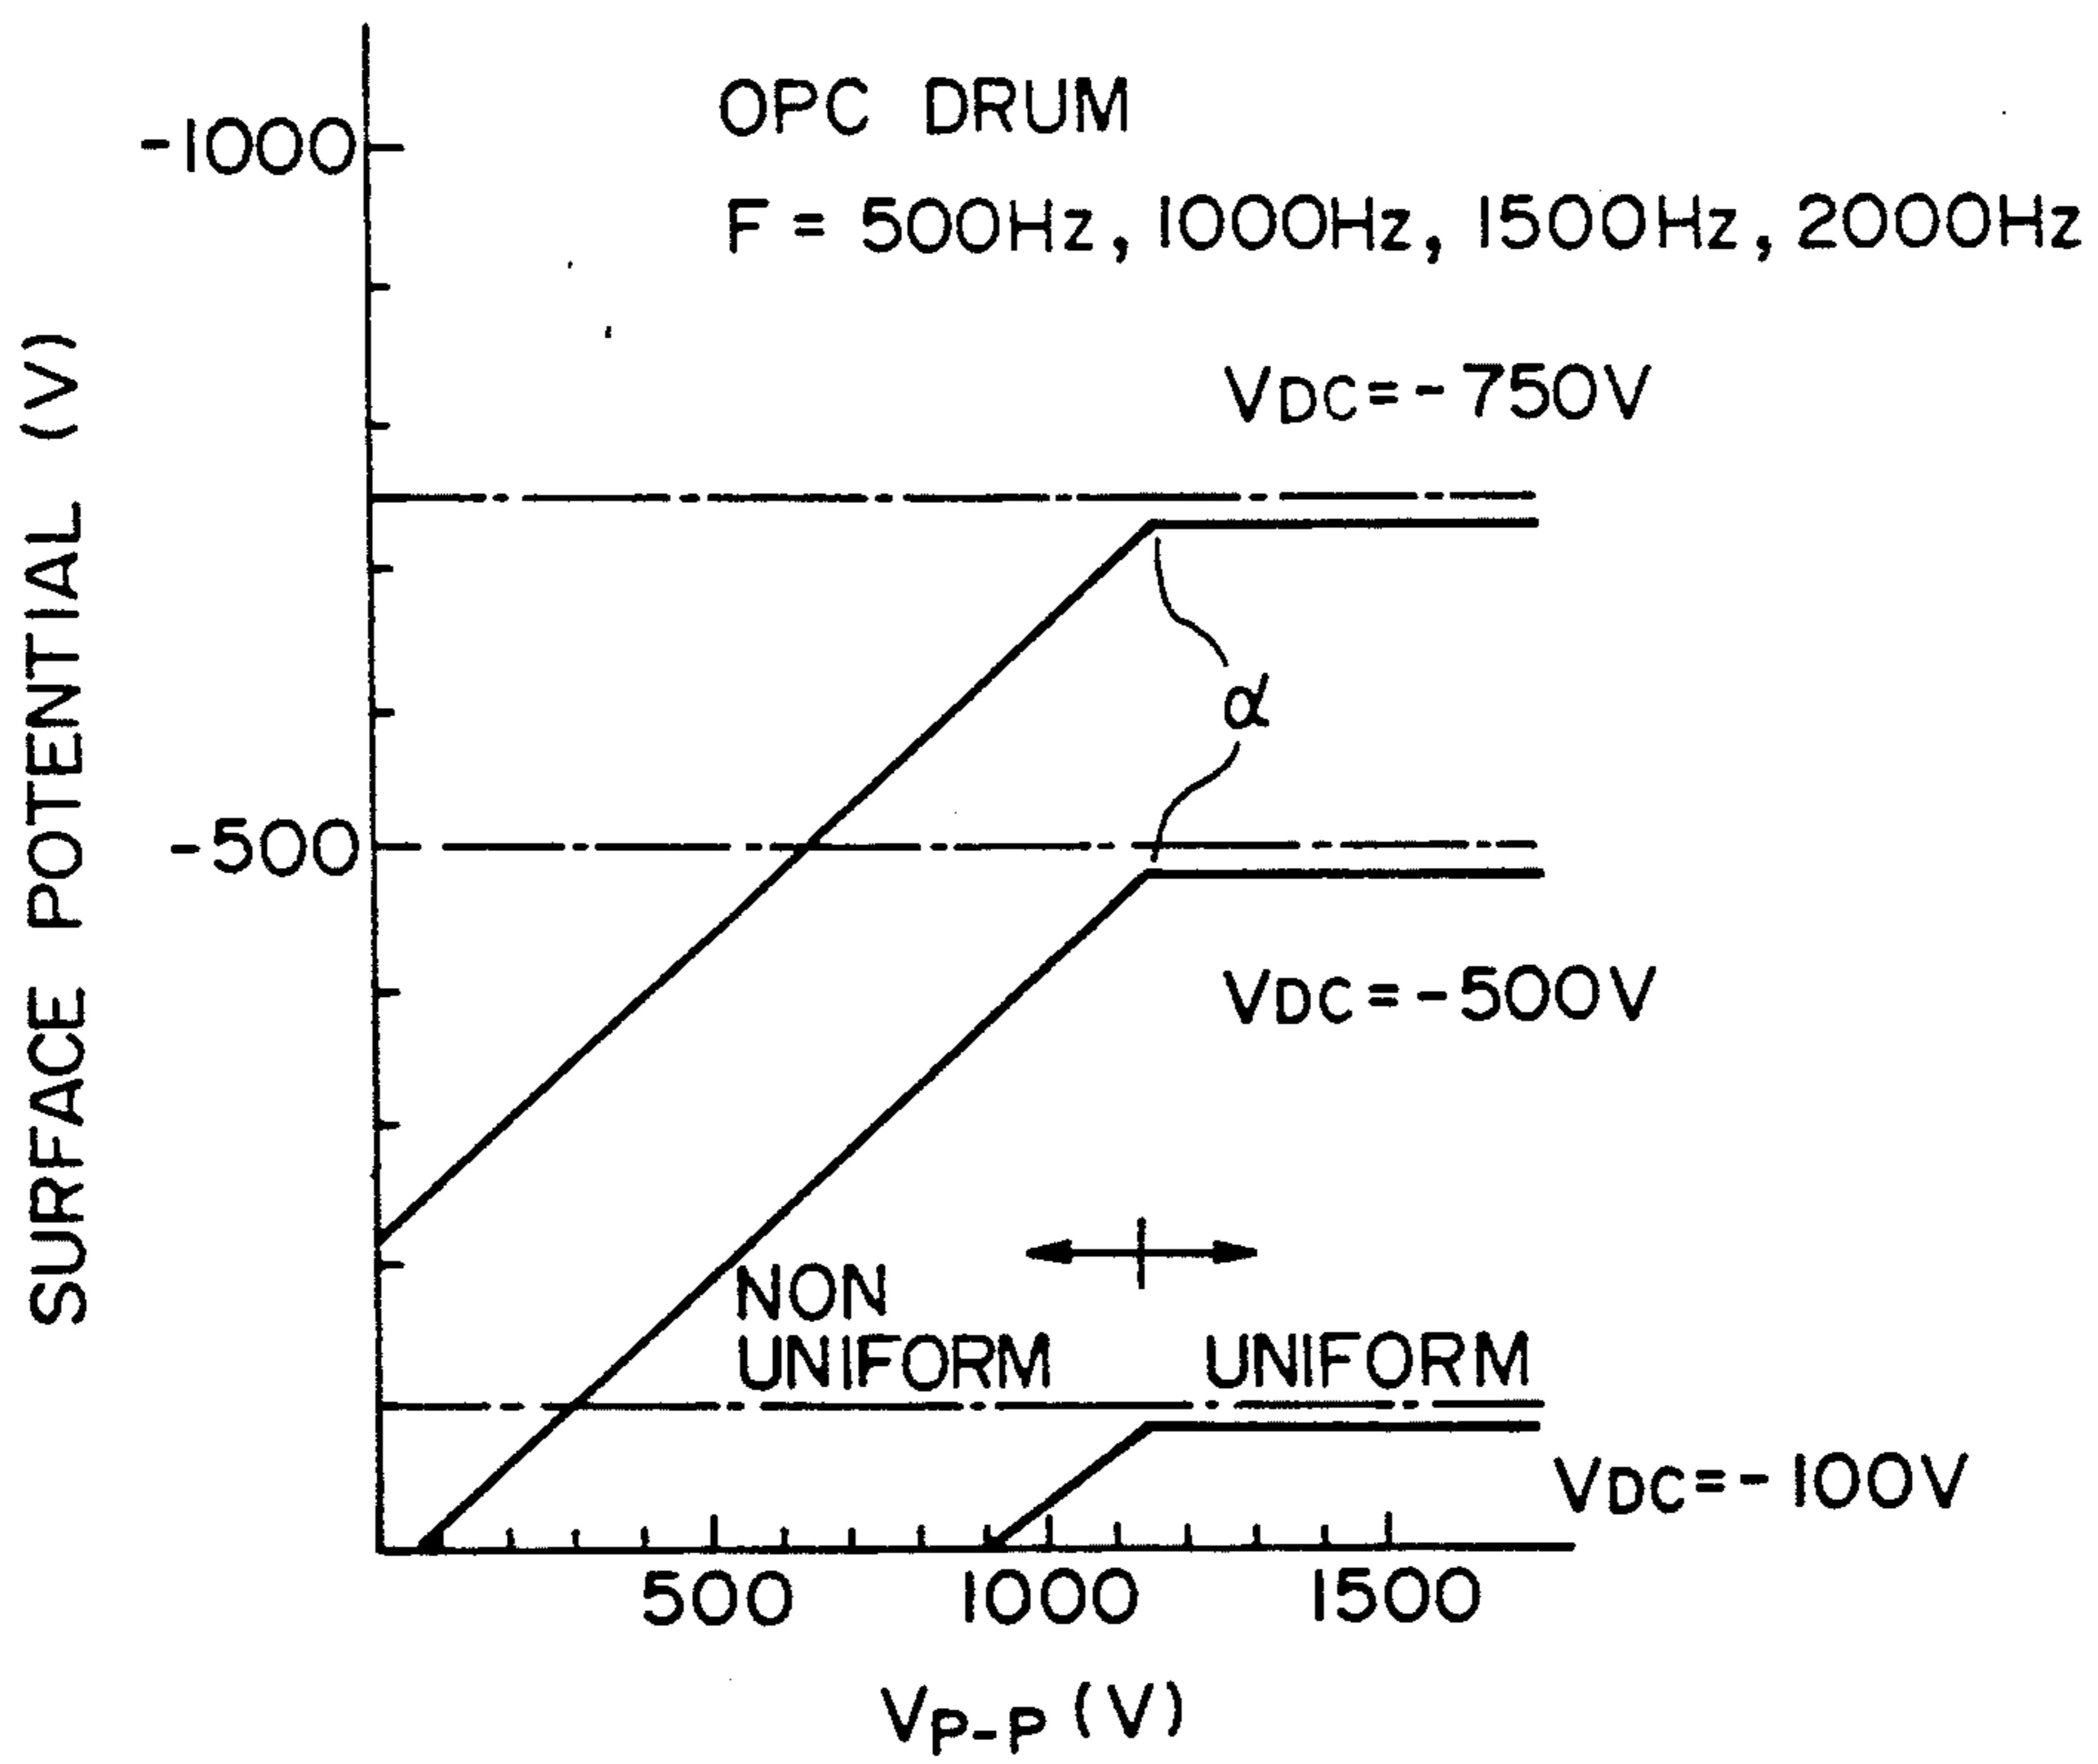 OPC DRUM
-1000
F = 500Hz, 1000Hz, 1500Hz, 2000Hz
SURFACE POTENTIAL (V)
VDC=-750V
α
-500
VDC=-500V
NON
UNIFORM
UNIFORM
VDC=-100V
500
1000
1500
VP-P (V)